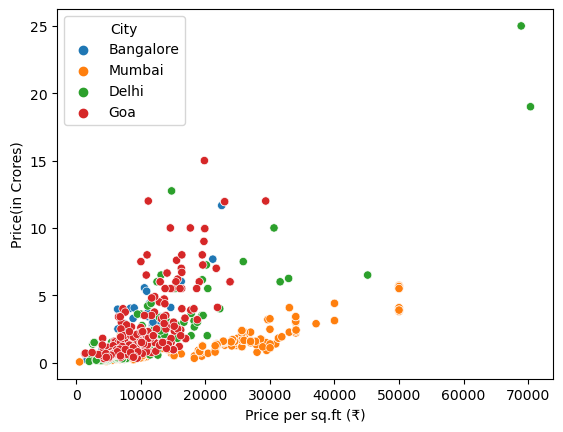 City
Bangalore
Mumbai
Delhi
Goa
25
20
15
10
5
0
Price(in Crores)
0 10000 20000 30000 40000 50000 60000 70000
Price per sq.ft (₹)